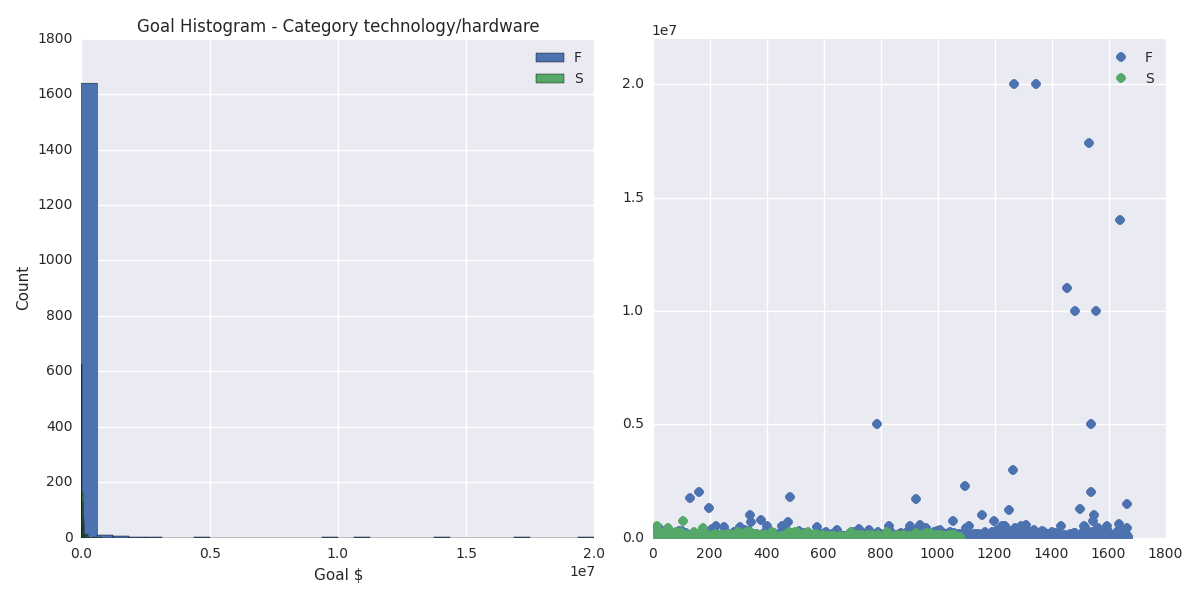 Goal Histogram - Category technology/hardware
1800
1600
1400
1200
1000
800
600
400
200
0
0.0 0.5 1.0 1.5 2.0
1e7
Goal $
Count
F
S
1e7
2.0
1.5
1.0
0.5
0.0
0 200 400 600 800 1000 1200 1400 1600 1800
F
S